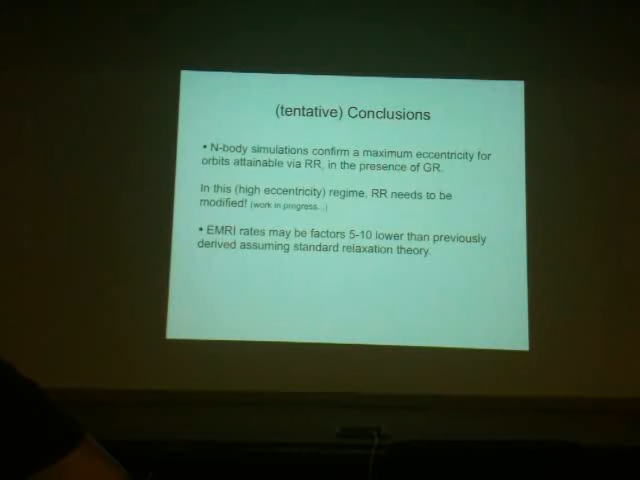 (tentative) Conclusions
• N-body simulations confirm a maximum eccentricity for
orbits attainable via RR, in the presence of GR.
In this (high eccentricity) regime, RR needs to be
modified! (work in progress...)
• EMRI rates may be factors 5-10 lower than previously
derived assuming standard relaxation theory.